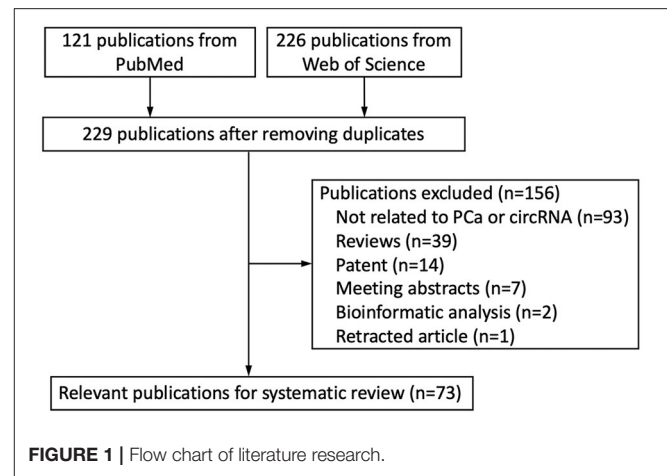 121 publications from
PubMed
226 publications from
Web of Science
229 publications after removing duplicates
Publications excluded (n=156)
Not related to PCa or circRNA (n=93)
Reviews (n=39)
Patent (n=14)
Meeting abstracts (n=7)
Bioinformatic analysis (n=2)
Retracted article (n=1)
Relevant publications for systematic review (n=73)
FIGURE 1 | Flow chart of literature research.